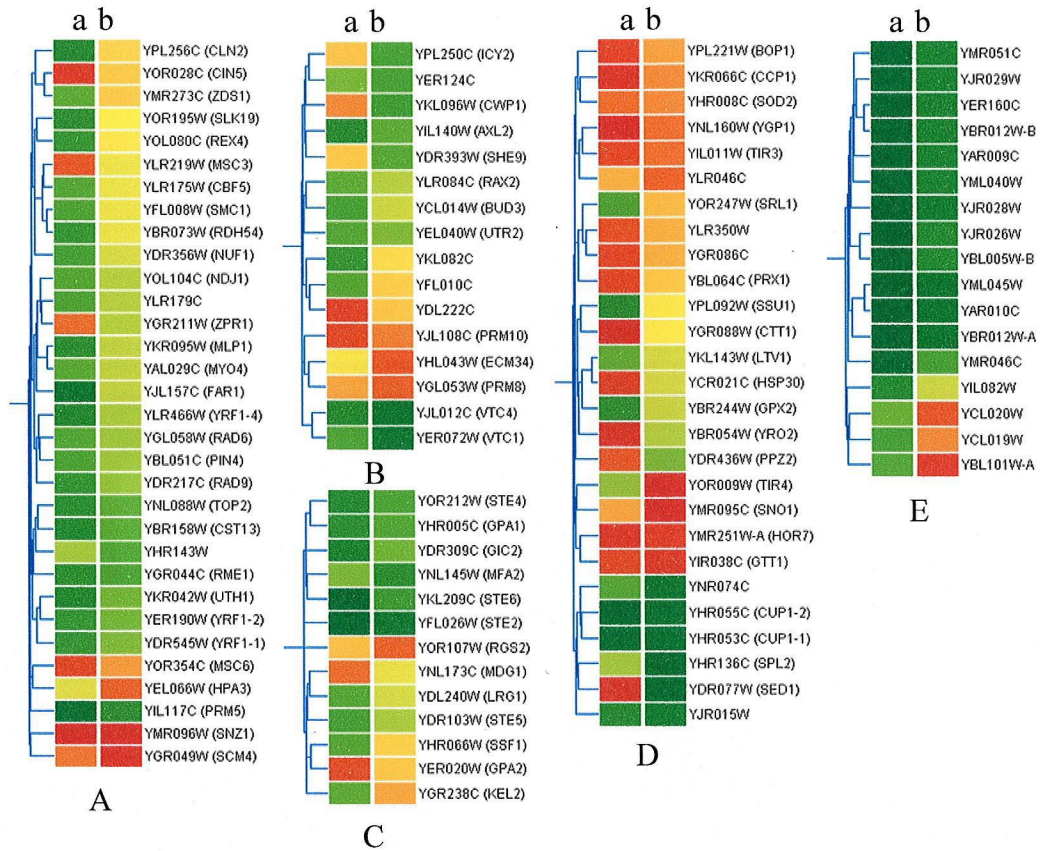 a b
YPL256C (CLN2)
YOR028C (CIN5)
YMR273C (ZDS1)
YOR195W (SLK19)
YOL080C (REX4)
YLR219W (MSC3)
YLR175W (CBF5)
YFL008W (SMC1)
YBR073W (RDH54)
YDR356W (NUF1)
YOL104C (NDJ1)
YLR179C
YGR211W (ZPR1)
YKR095W (MLP1)
YAL029C (MYO4)
YJL157C (FAR1)
YLR466W (YRF1-4)
YGL058W (RAD6)
YBL051C (PIN4)
YDR217C (RAD9)
YNL088W (TOP2)
YBR158W (CST13)
YHR143W
YGR044C (RME1)
YKR042W (UTH1)
YER190W (YRF1-2)
YDR545W (YRF1-1)
YOR354C (MSC6)
YEL066W (HPA3)
YIL117C (PRM5)
YMR096W (SNZ1)
YGR049W (SCM4)
A
a b
YPL250C (ICY2)
YER124C
YKL096W (CWP1)
YIL140W (AXL2)
YDR393W (SHE9)
YLR084C (RAX2)
YCL014W (BUD3)
YEL040W (UTR2)
YKL082C
YFL010C
YDL222C
YJL108C (PRM10)
YHL043W (ECM34)
YGL053W (PRM8)
YJL012C (VTC4)
YER072W (VTC1)
B
YOR212W (STE4)
YHR005C (GPA1)
YDR309C (GIC2)
YNL145W (MFA2)
YKL209C (STE6)
YFL026W (STE2)
YOR107W (RGS2)
YNL173C (MDG1)
YDL240W (LRG1)
YDR103W (STE5)
YHR066W (SSF1)
YER020W (GPA2)
YGR238C (KEL2)
C
a b
YPL221W (BOP1)
YKR066C (CCP1)
YHR008C (SOD2)
YNL160W (YGP1)
YIL011W (TIR3)
YLR046C
YOR247W (SRL1)
YLR350W
YGR086C
YBL064C (PRX1)
YPL092W (SSU1)
YGR088W (CTT1)
YKL143W (LTV1)
YCR021C (HSP30)
YBR244W (GPX2)
YBR054W (YRO2)
YDR436W (PPZ2)
YOR009W (TIR4)
YMR095C (SNO1)
YMR251W-A (HOR7)
YIR038C (GTT1)
YNR074C
YHR055C (CUP1-2)
YHR053C (CUP1-1)
YHR136C (SPL2)
YDR077W (SED1)
YJR015W
D
a b
YMR051C
YJR029W
YER160C
YBR012W-B
YAR009C
YML040W
YJR028W
YJR026W
YBL005W-B
YML045W
YAR010C
YBR012W-A
YMR046C
YIL082W
YCL020W
YCL019W
YBL101W-A
E